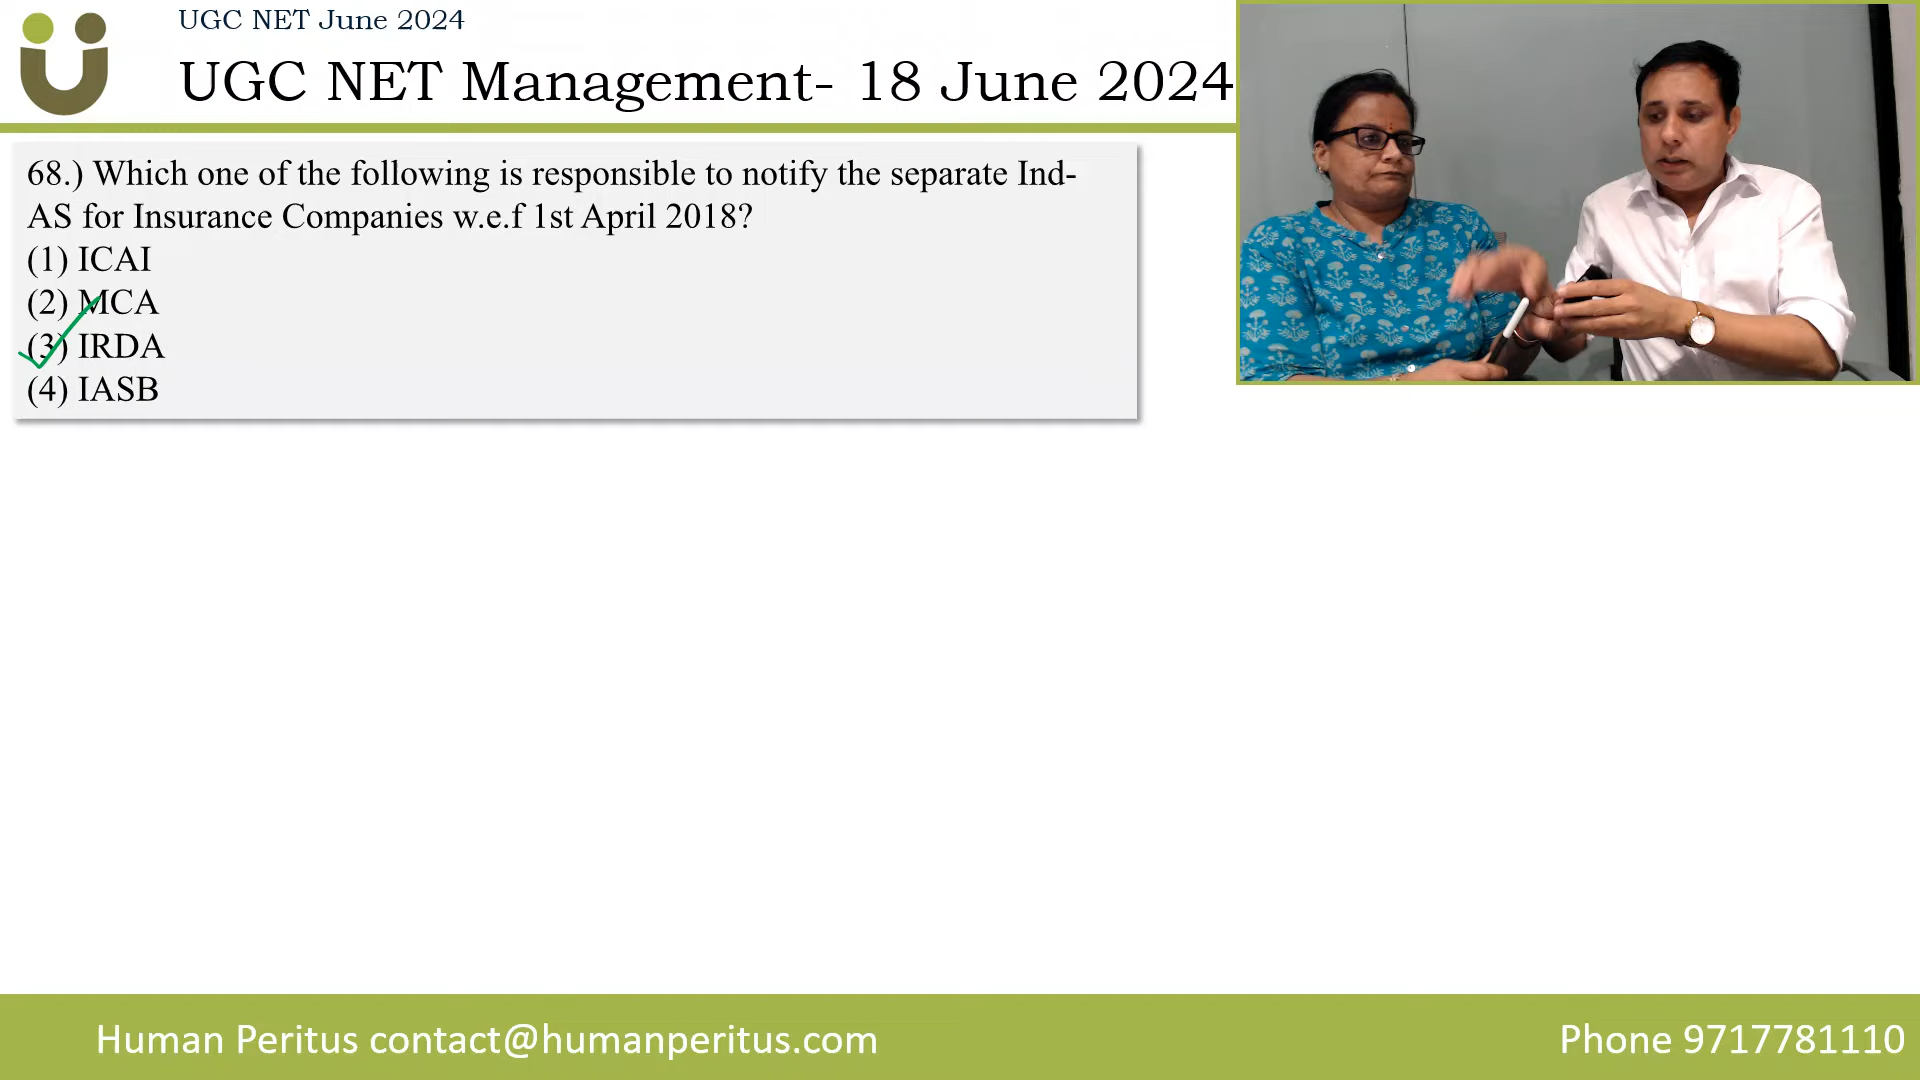 UGC NET June 2024
UGC NET Management- 18 June 2024
68.) Which one of the following is responsible to notify the separate Ind-
AS for Insurance Companies w.e.f 1st April 2018?
(1) ICAI
(2) MCA
(3) IRDA
(4) IASB
Human Peritus contact@humanperitus.com
Phone 9717781110